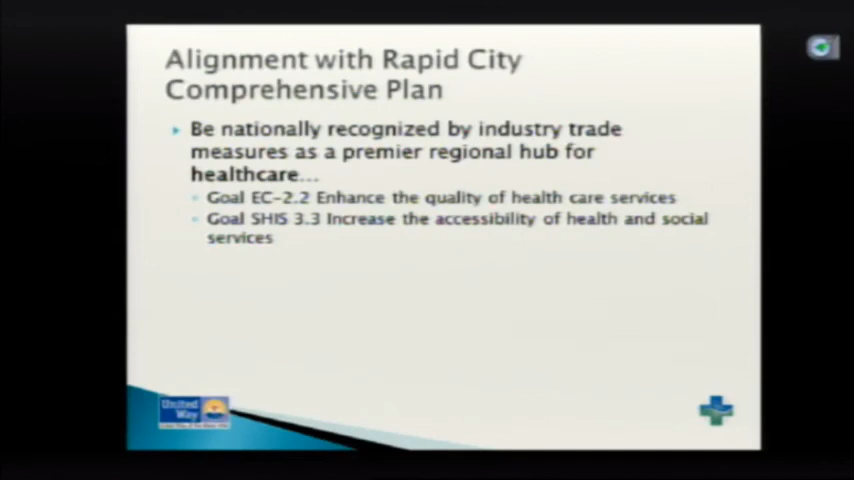 Alignment with Rapid City
Comprehensive Plan
Be nationally recognized by industry trade
measures as a premier regional hub for
healthcare...
Goal EC-2.2 Enhance the quality of health care services
Goal SHIS 3.3 Increase the accessibility of health and social
services
United
Way